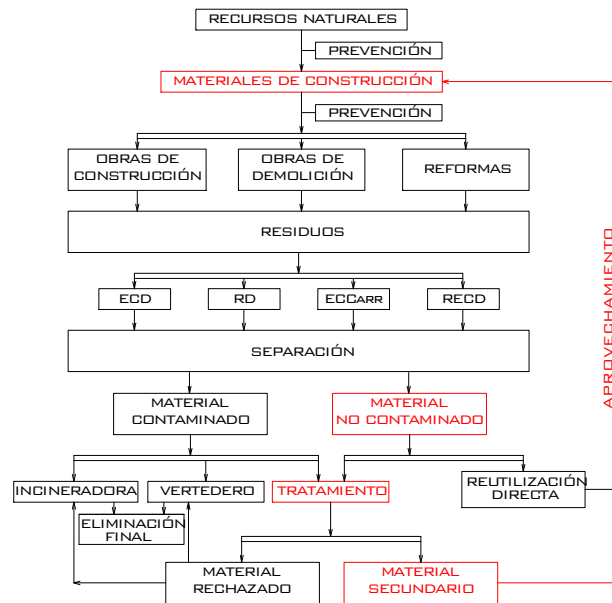 RECURSOS NATURALES
PREVENCIÓN
MATERIALES DE CONSTRUCCIÓN
PREVENCIÓN
OBRAS DE
CONSTRUCCIÓN
OBRAS DE
DEMOLICIÓN
REFORMAS
RESIDUOS
ECD
RD
ECCARR
RECD
SEPARACIÓN
MATERIAL
CONTAMINADO
MATERIAL
NO CONTAMINADO
INCINERADORA
VERTEDERO
TRATAMIENTO
REUTILIZACIÓN
DIRECTA
ELIMINACIÓN
FINAL
MATERIAL
RECHAZADO
MATERIAL
SECUNDARIO
APROVECHAMIENTO